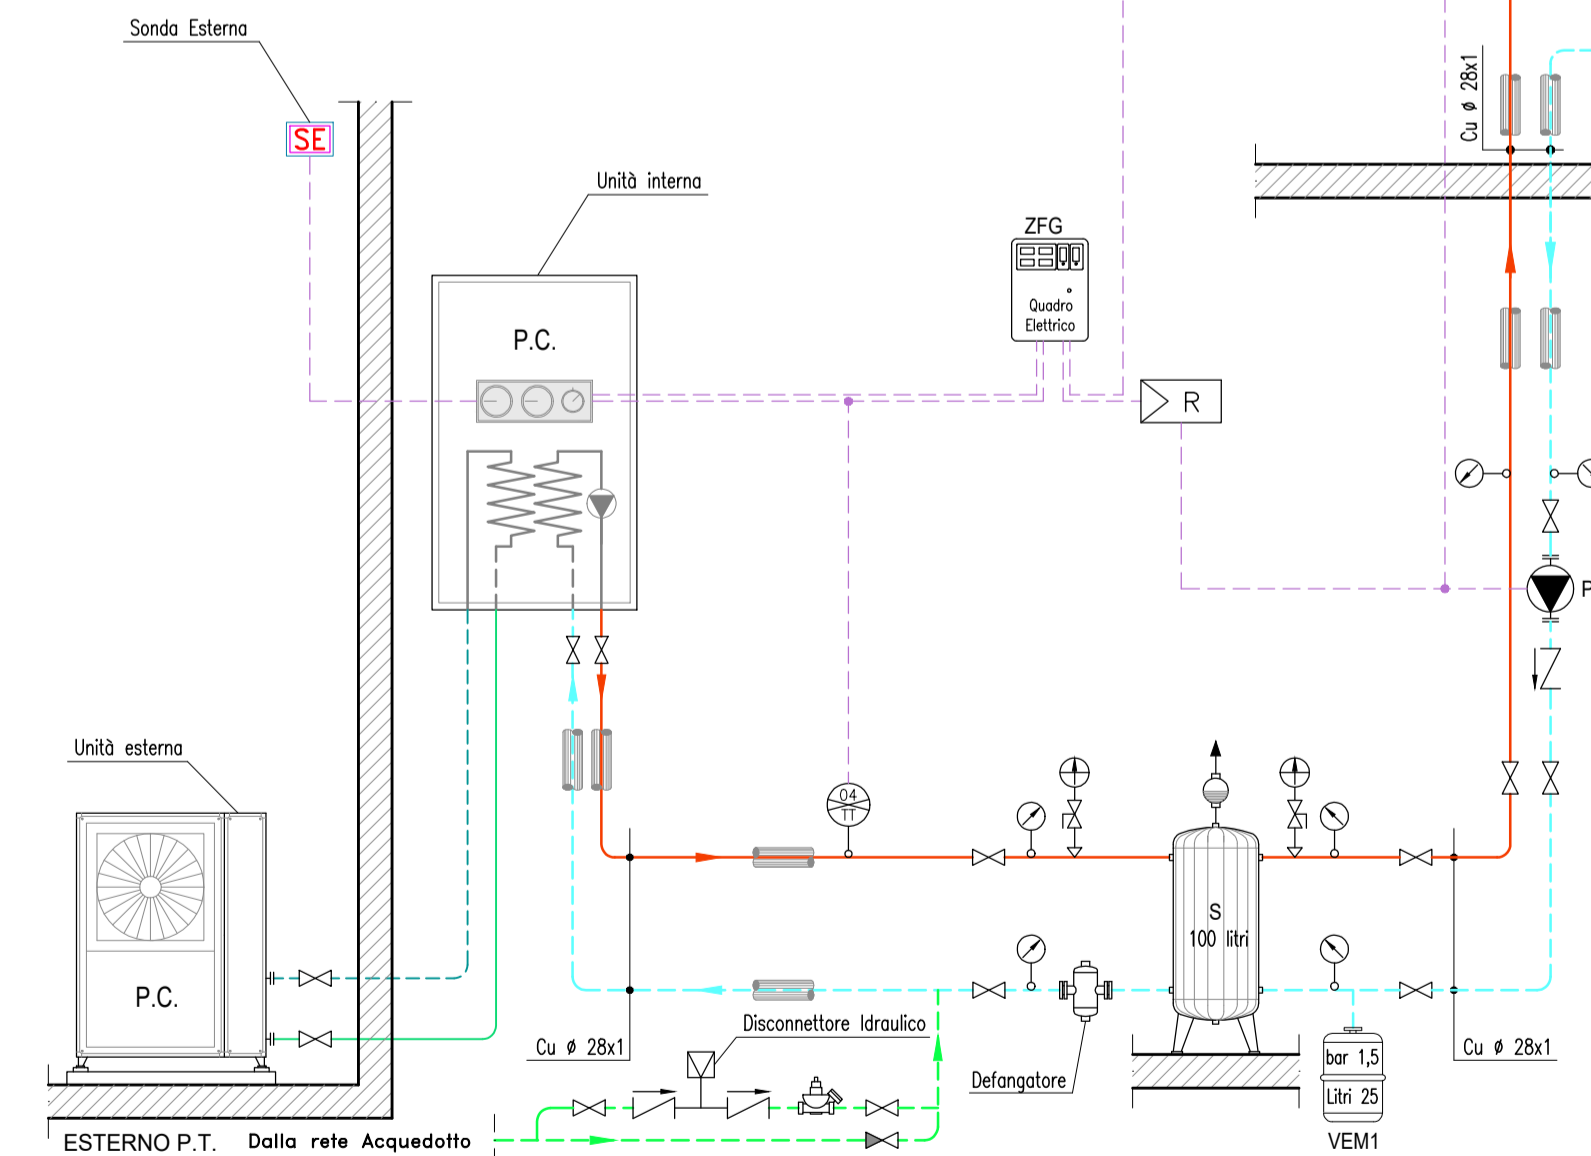 Sonda Esterna
SE
Unità interna
P.C.
ZFG
Quadro
Elettrico
R
Cu ø 28x1
P
Unità esterna
P.C.
04
TT
S
100 litri
Cu ø 28x1
Disconnettore Idraulico
Defangatore
bar 1,5
Litri 25
VEM1
Cu ø 28x1
ESTERNO P.T.
Dalla rete Acquedotto